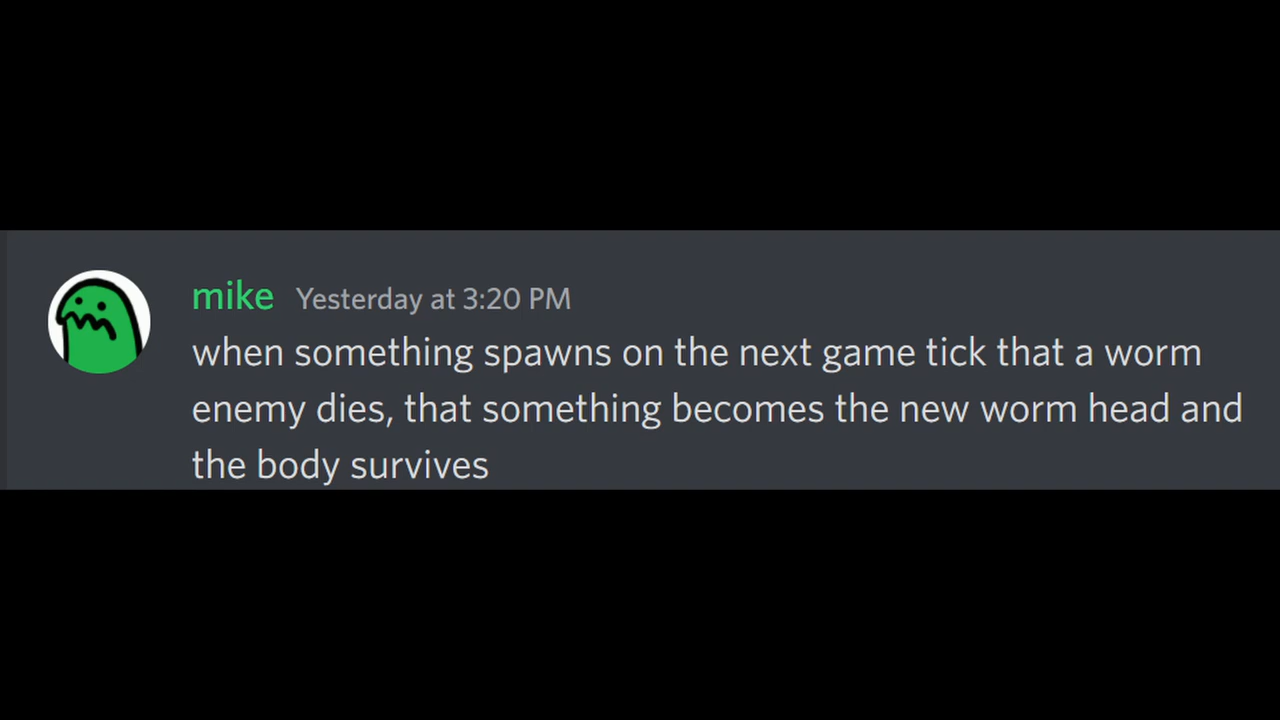 mike Yesterday at 3:20 PM
when something spawns on the next game tick that a worm
enemy dies, that something becomes the new worm head and
the body survives